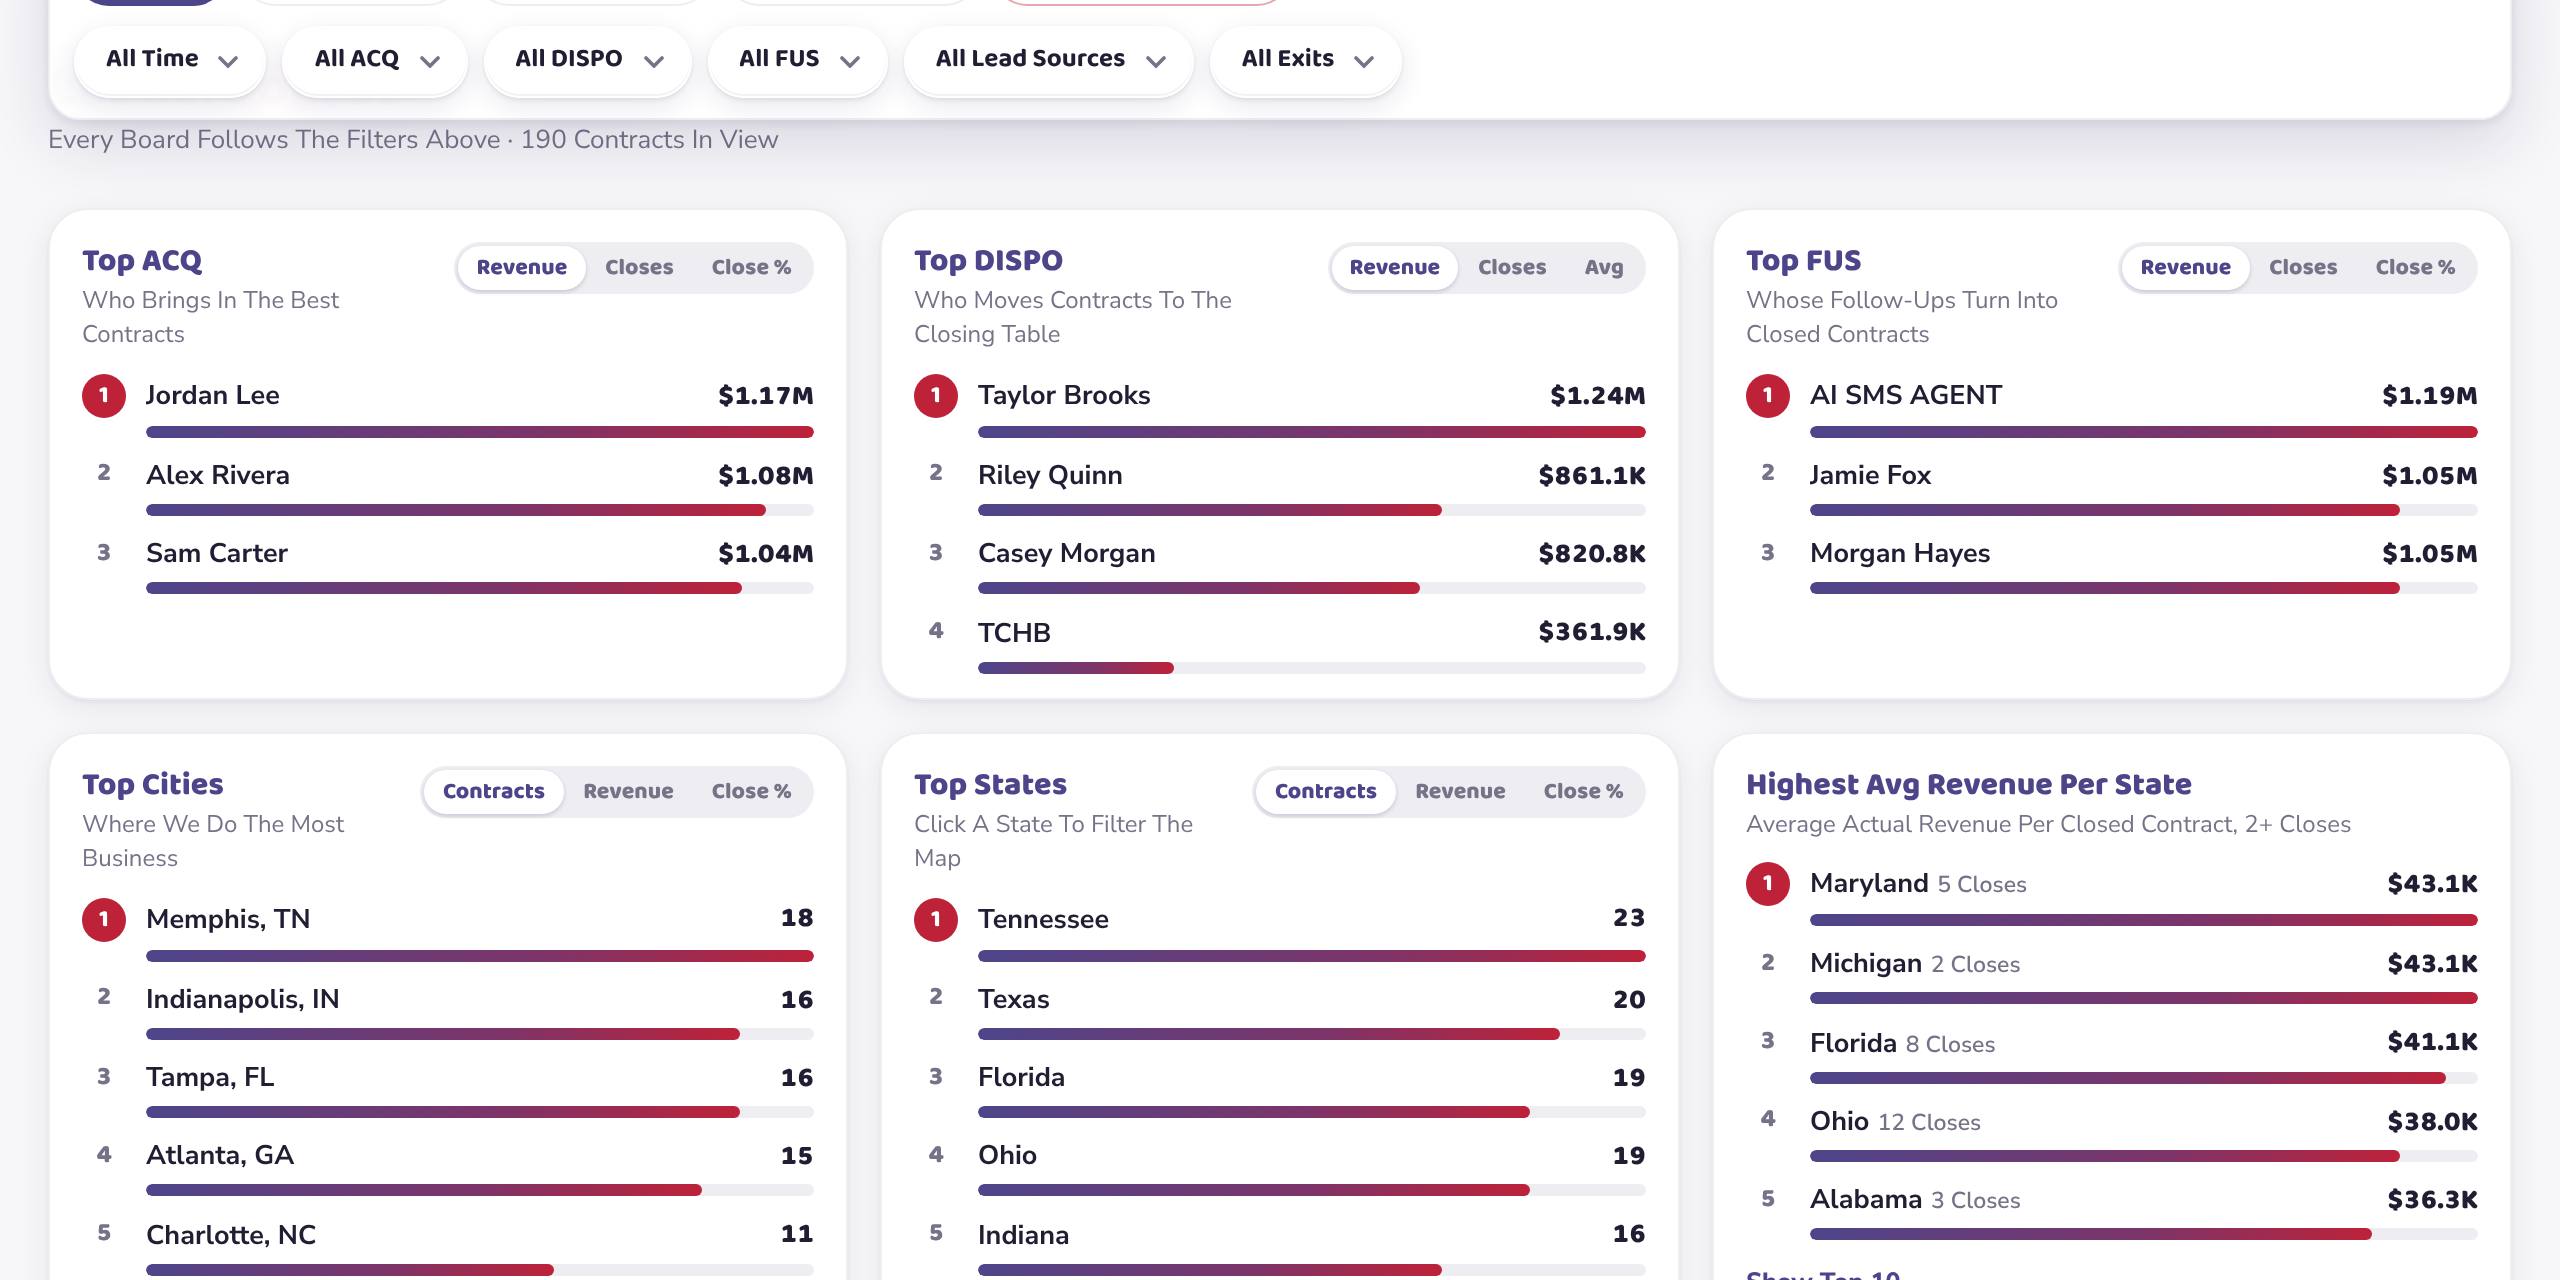 All Time
All ACQ
All DISPO
All FUS
All Lead Sources
All Exits
Every Board Follows The Filters Above · 190 Contracts In View
Top ACQ
Revenue Closes Close %
Who Brings In The Best
Contracts
1 Jordan Lee $1.17M
2 Alex Rivera $1.08M
3 Sam Carter $1.04M
Top DISPO
Revenue Closes Avg
Who Moves Contracts To The
Closing Table
1 Taylor Brooks $1.24M
2 Riley Quinn $861.1K
3 Casey Morgan $820.8K
4 TCHB $361.9K
Top FUS
Revenue Closes Close %
Whose Follow-Ups Turn Into
Closed Contracts
1 AI SMS AGENT $1.19M
2 Jamie Fox $1.05M
3 Morgan Hayes $1.05M
Top Cities
Contracts Revenue Close %
Where We Do The Most
Business
1 Memphis, TN 18
2 Indianapolis, IN 16
3 Tampa, FL 16
4 Atlanta, GA 15
5 Charlotte, NC 11
Top States
Contracts Revenue Close %
Click A State To Filter The
Map
1 Tennessee 23
2 Texas 20
3 Florida 19
4 Ohio 19
5 Indiana 16
Highest Avg Revenue Per State
Average Actual Revenue Per Closed Contract, 2+ Closes
1 Maryland 5 Closes $43.1K
2 Michigan 2 Closes $43.1K
3 Florida 8 Closes $41.1K
4 Ohio 12 Closes $38.0K
5 Alabama 3 Closes $36.3K
Show Top 10